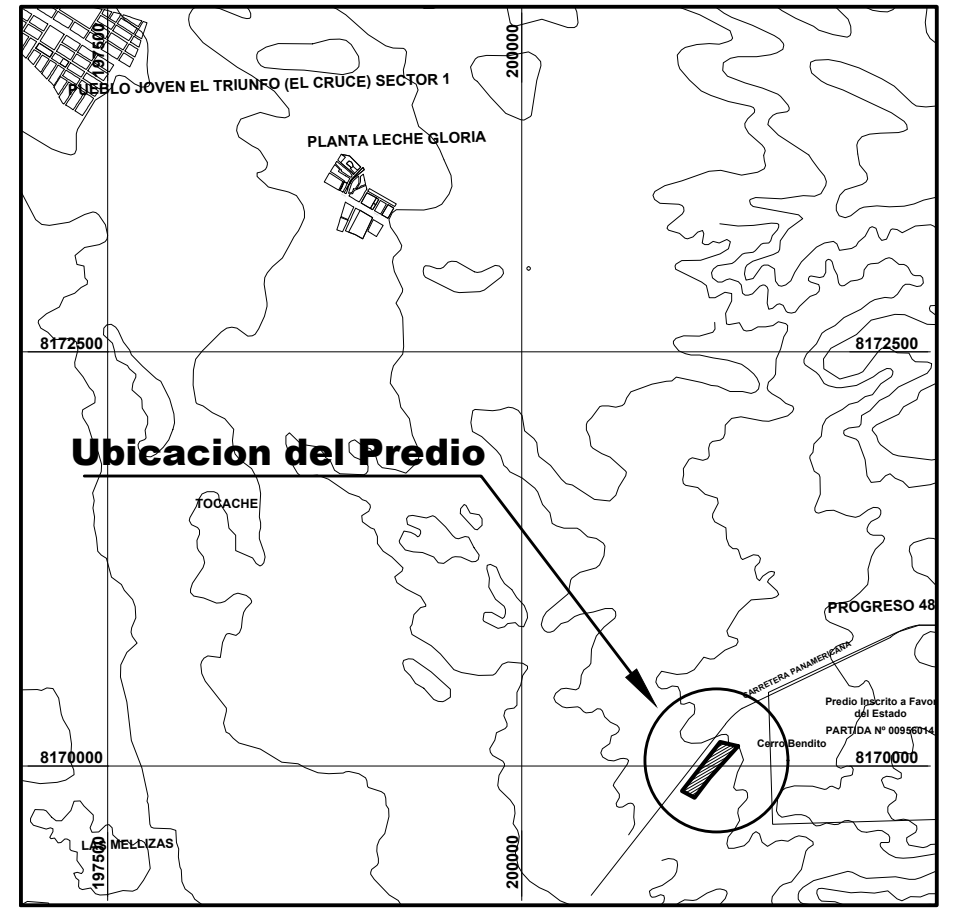 197500
200000
PUEBLO JOVEN EL TRIUNFO (EL CRUCE) SECTOR 1
PLANTA LECHE GLORIA
8172500
8172500
Ubicacion del Predio
TOCACHE
PROGRESO 48
CARRETERA PANAMERICANA
Predio Inscrito a Favor
del Estado
PARTIDA Nº 00956014
Cerro Bendito
8170000
8170000
LAS MELLIZAS
197500
200000